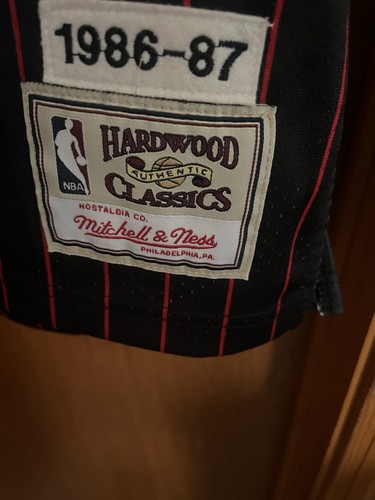 1986-87
HARDWOOD
AUTHENTIC
CLASSICS
NBA
NOSTALGIA CO.
Mitchell & Ness
PHILADELPHIA, PA.